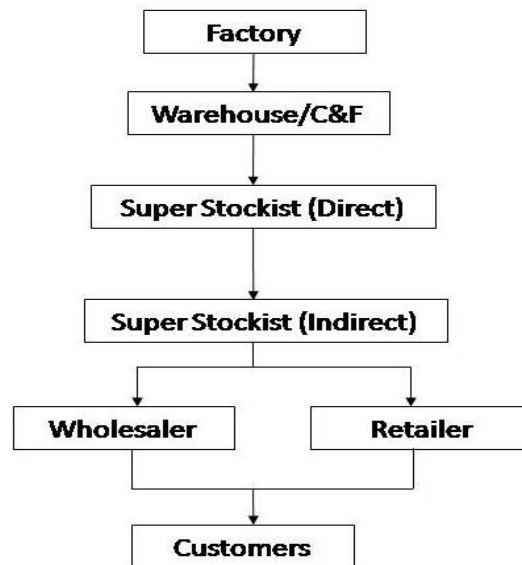 Factory
Warehouse/C&F
Super Stockist (Direct)
Super Stockist (Indirect)
Wholesaler
Retailer
Customers